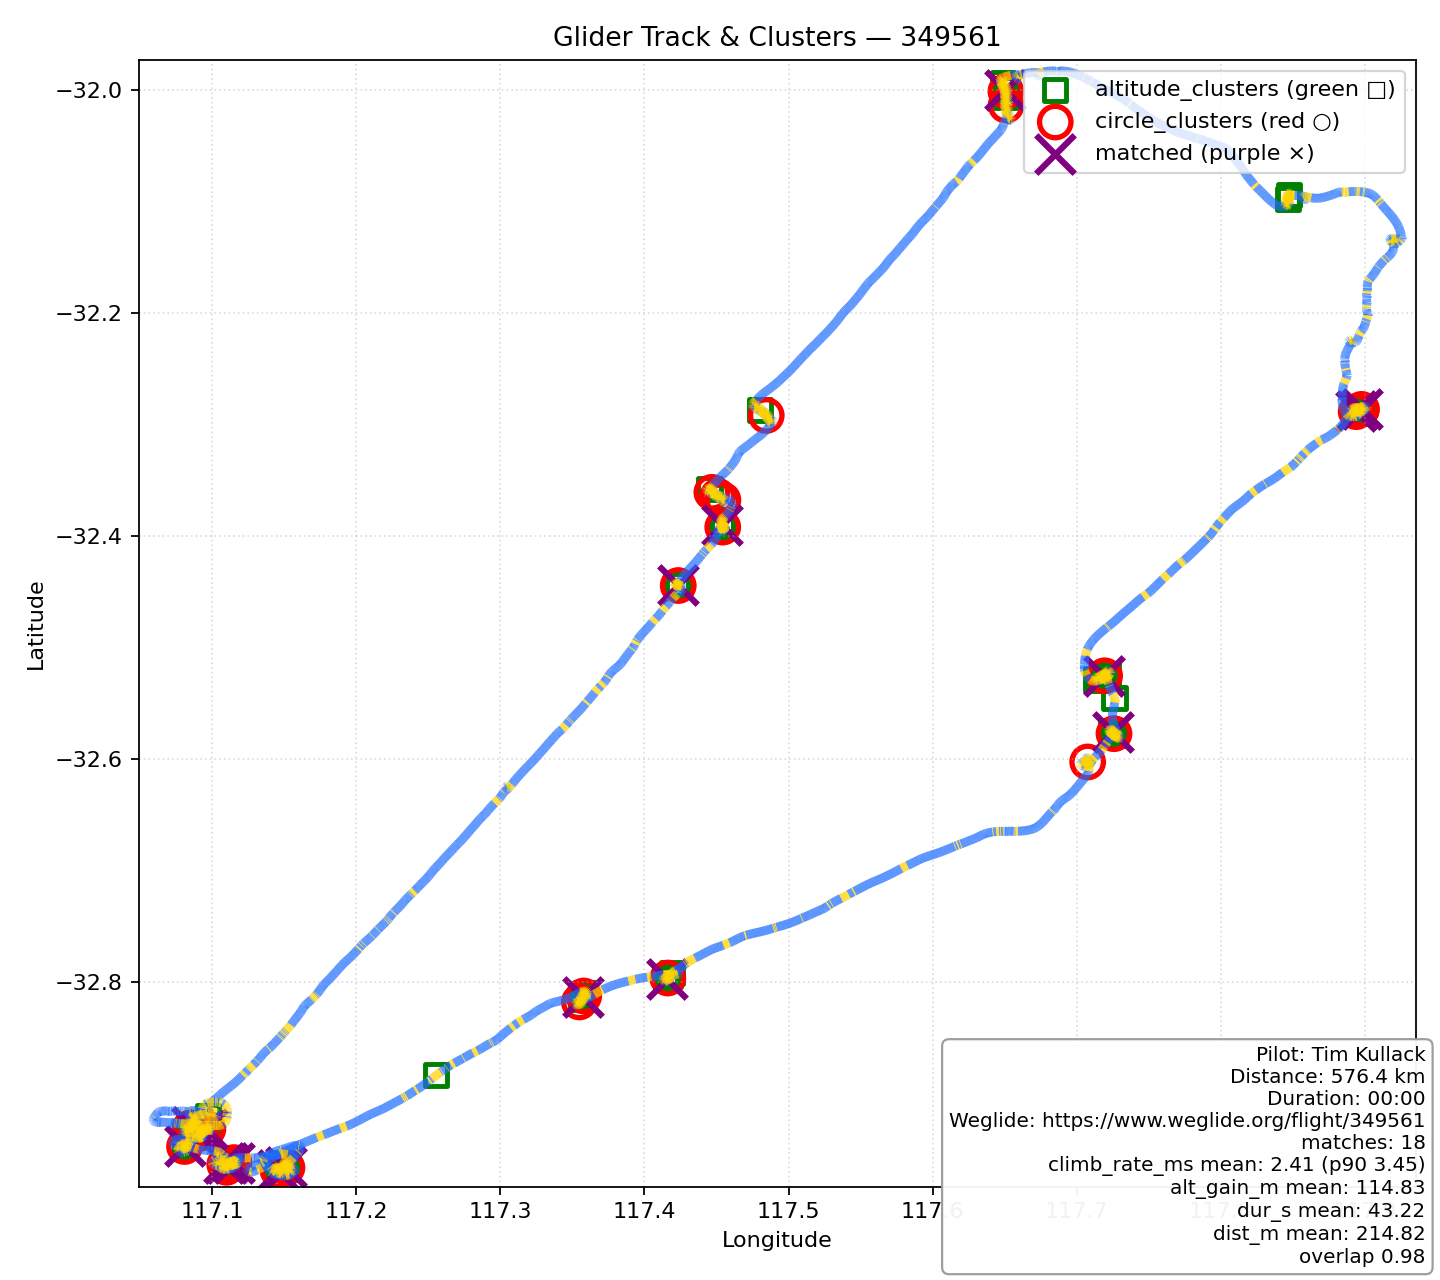 Glider Track & Clusters — 349561
altitude_clusters (green □)
circle_clusters (red ○)
matched (purple ×)
−32.0
−32.2
−32.4
−32.6
−32.8
Latitude
117.1
117.2
117.3
117.4
117.5
117.6
117.7
Longitude
Pilot: Tim Kullack
Distance: 576.4 km
Duration: 00:00
Weglide: https://www.weglide.org/flight/349561
matches: 18
climb_rate_ms mean: 2.41 (p90 3.45)
alt_gain_m mean: 114.83
dur_s mean: 43.22
dist_m mean: 214.82
overlap 0.98